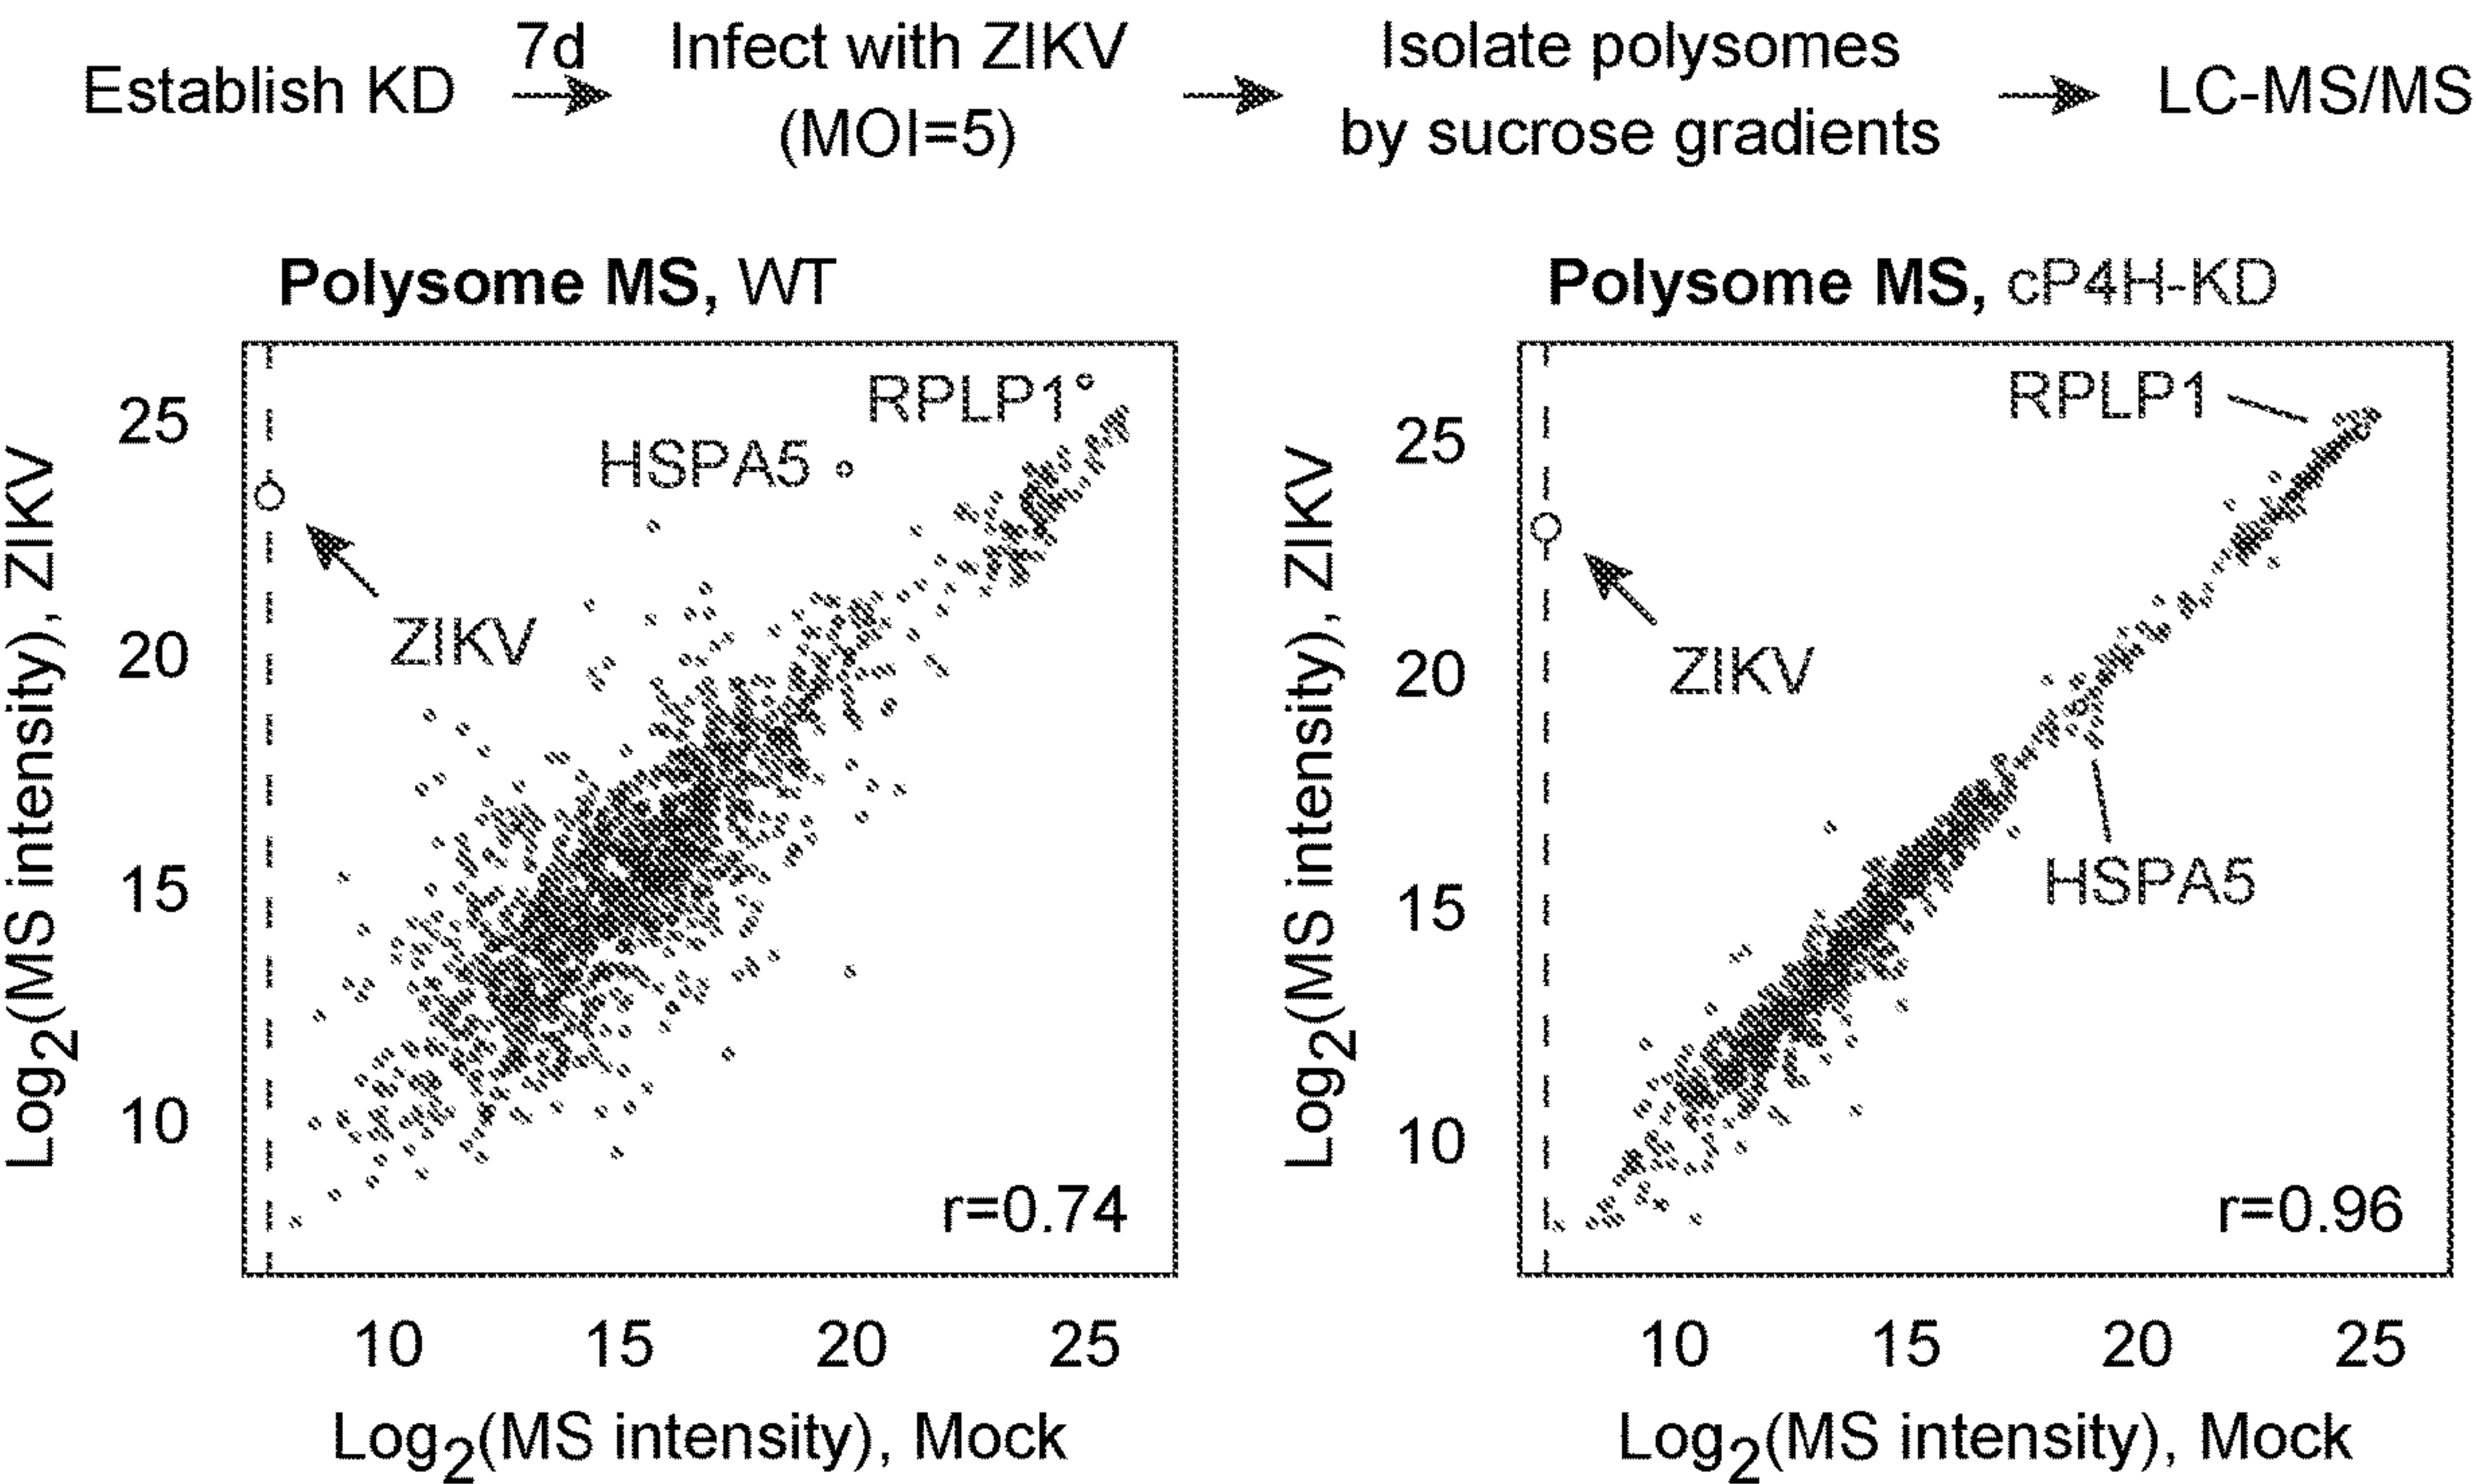 Establish KD
7d
Infect with ZIKV
(MOI=5)
Isolate polysomes
by sucrose gradients
LC-MS/MS
Polysome MS, WT
Log2(MS intensity), ZIKV
25
20
15
10
RPLP1
HSPA5
ZIKV
r=0.74
10 15 20 25
Log2(MS intensity), Mock
Polysome MS, cP4H-KD
Log2(MS intensity), ZIKV
25
20
15
10
RPLP1
ZIKV
HSPA5
r=0.96
10 15 20 25
Log2(MS intensity), Mock